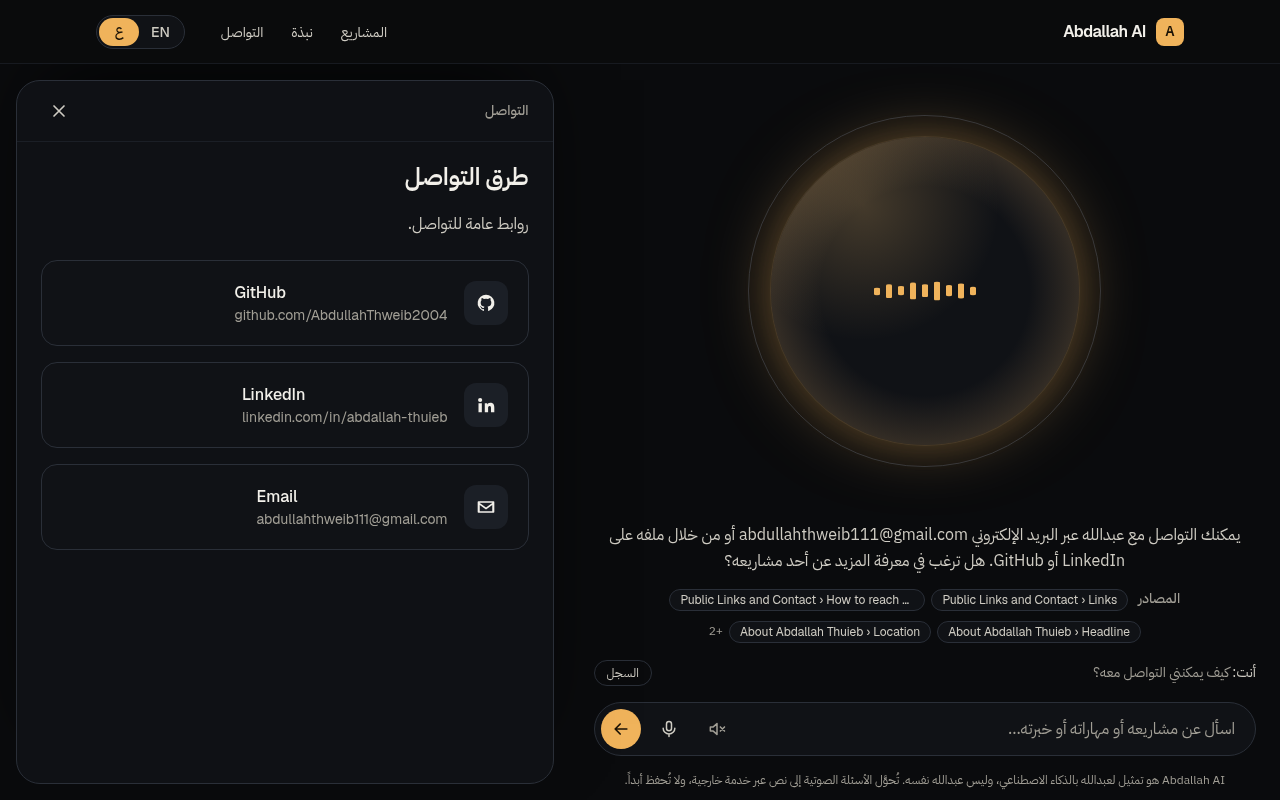 A
Abdallah AI
المشاريع
نبذة
التواصل
EN
ع
التواصل
طرق التواصل
روابط عامة للتواصل.
GitHub
github.com/AbdullahThweib2004
LinkedIn
linkedin.com/in/abdallah-thuieb
Email
abdullahthweib111@gmail.com
يمكنك التواصل مع عبدالله عبر البريد الإلكتروني abdullahthweib111@gmail.com أو من خلال ملفه على
LinkedIn أو GitHub. هل ترغب في معرفة المزيد عن أحد مشاريعه؟
المصادر
Public Links and Contact › Links
Public Links and Contact › How to reach …
About Abdallah Thuieb › Headline
About Abdallah Thuieb › Location
2+
أنت: كيف يمكنني التواصل معه؟
السجل
اسأل عن مشاريعه أو مهاراته أو خبرته...
Abdallah AI هو تمثيل لعبدالله بالذكاء الاصطناعي، وليس عبدالله نفسه. تُحوَّل الأسئلة الصوتية إلى نص عبر خدمة خارجية، ولا تُحفظ أبداً.